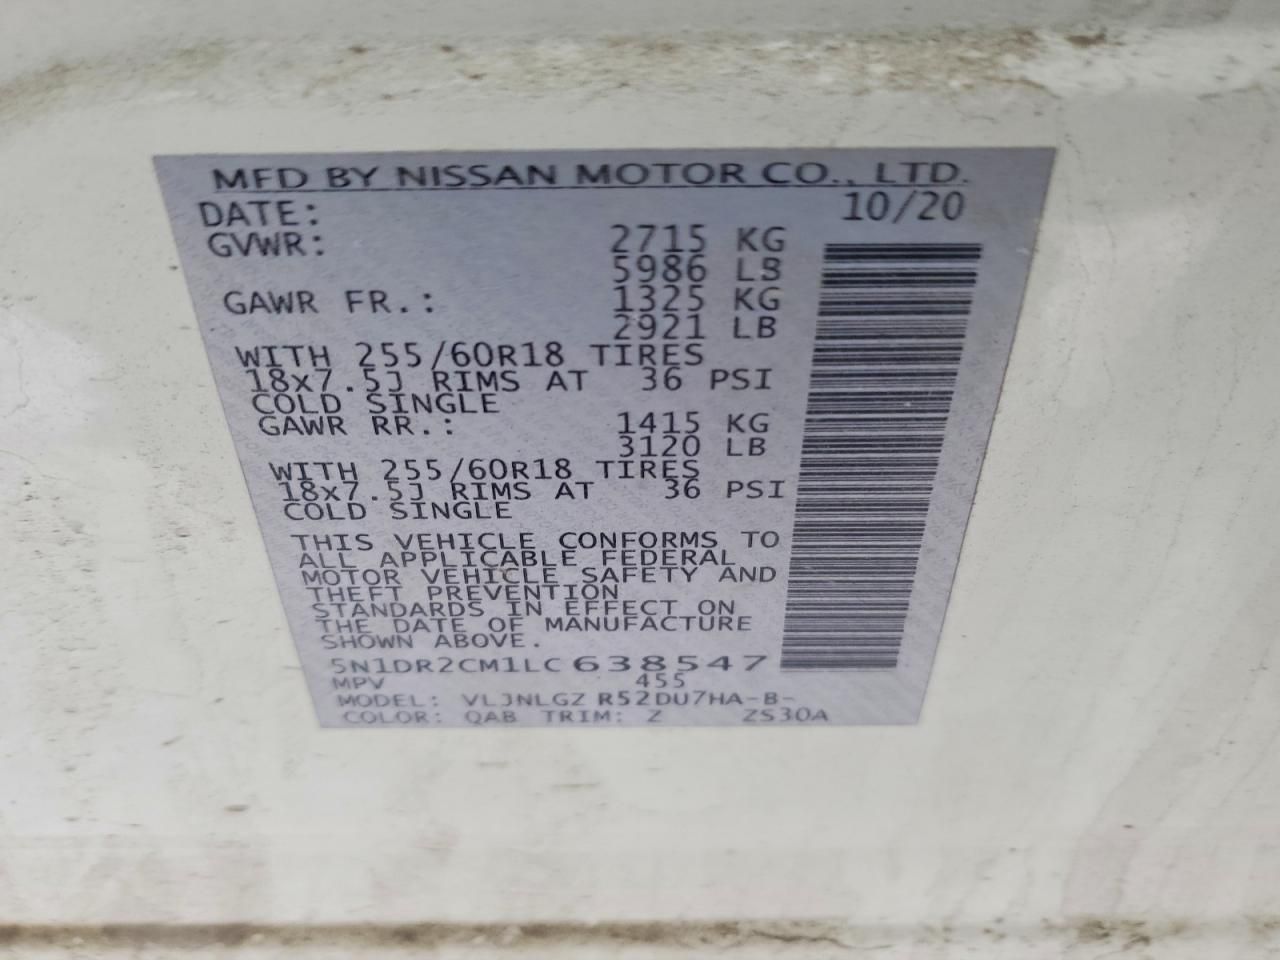 MFD BY NISSAN MOTOR CO., LTD.
DATE: 10/20
GVWR: 2715 KG
5986 LB
GAWR FR.: 1325 KG
2921 LB
WITH 255/60R18 TIRES
18x7.5J RIMS AT 36 PSI
COLD SINGLE
GAWR RR.: 1415 KG
3120 LB
WITH 255/60R18 TIRES
18x7.5J RIMS AT 36 PSI
COLD SINGLE
THIS VEHICLE CONFORMS TO
ALL APPLICABLE FEDERAL
MOTOR VEHICLE SAFETY AND
THEFT PREVENTION
STANDARDS IN EFFECT ON
THE DATE OF MANUFACTURE
SHOWN ABOVE.
5N1DR2CM1LC638547
MPV 455
MODEL: VLJNLGZ R52DU7HA-B-
COLOR: QAB TRIM: Z ZS30A